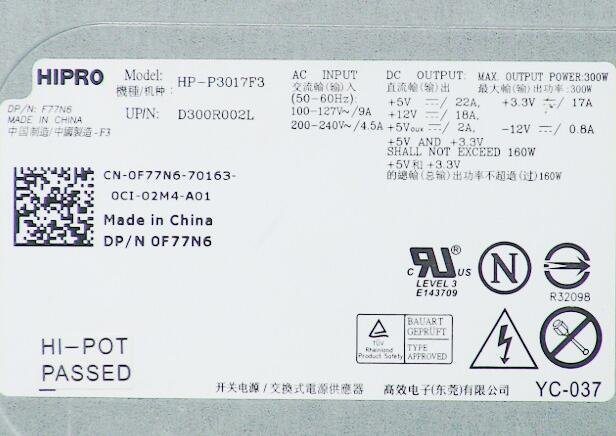 HIPRO
Model: HP-P3017F3
機種/机种:
UP/N: D300R002L
DP/N: F77N6
MADE IN CHINA
中国制造/中國製造-F3
AC INPUT
交流輸(输)入
(50-60Hz):
100-127V~/9A
200-240V~/4.5A
DC OUTPUT:
直流輸(输)出
MAX. OUTPUT POWER:300W
最大輸(输)出功率:300W
+5V ⎓/ 22A, +3.3V ⎓/ 17A
+12V ⎓/ 18A,
+5Vaux ⎓/ 2A, -12V ⎓/ 0.8A
+5V AND +3.3V
SHALL NOT EXCEED 160W
+5V和 +3.3V
的總輸(总输)出功率不超造(过)160W
CN-0F77N6-70163-
0CI-02M4-A01
Made in China
DP/N 0F77N6
c RU ® US
LEVEL 3
E143709
N
R32098
TÜV
Rheinland
Product Safety
BAUART
GEPRÜFT
TYPE
APPROVED
HI-POT
PASSED
开关电源 / 交換式電源供應器 高效电子(东莞)有限公司 YC-037